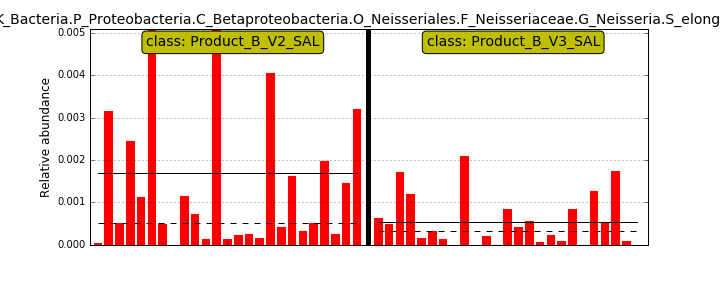 K_Bacteria.P_Proteobacteria.C_Betaproteobacteria.O_Neisseriales.F_Neisseriaceae.G_Neisseria.S_elong
class: Product_B_V2_SAL
class: Product_B_V3_SAL
0.005
0.004
0.003
0.002
0.001
0.000
Relative abundance